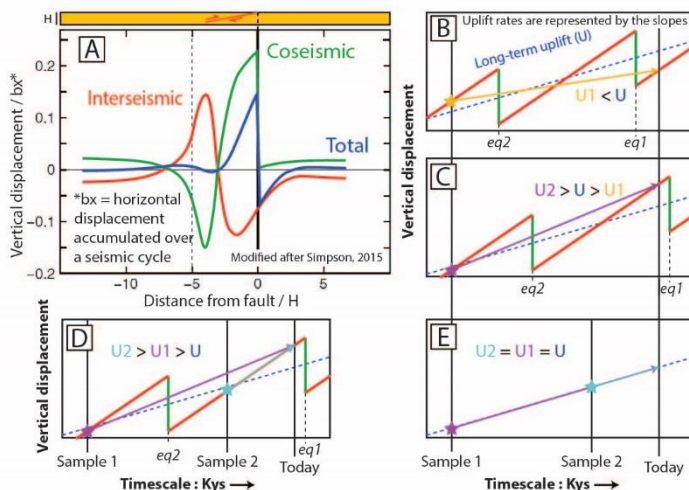 H
A
Coseismic
Interseismic
Total
Vertical displacement / bx*
0.2
0.1
0
−0.1
−0.2
*bx = horizontal
displacement
accumulated over
a seismic cycle
Modified after Simpson, 2015
−10
−5
0
5
Distance from fault / H
B
Uplift rates are represented by the slopes
Long-term uplift (U)
U1 < U
eq2
eq1
C
U2 > U > U1
eq2
eq1
D
U2 > U1 > U
Vertical displacement
eq2
eq1
Sample 1
Sample 2
Today
Timescale : Kys
E
U2 = U1 = U
Vertical displacement
Sample 1
Sample 2
Today
Timescale : Kys